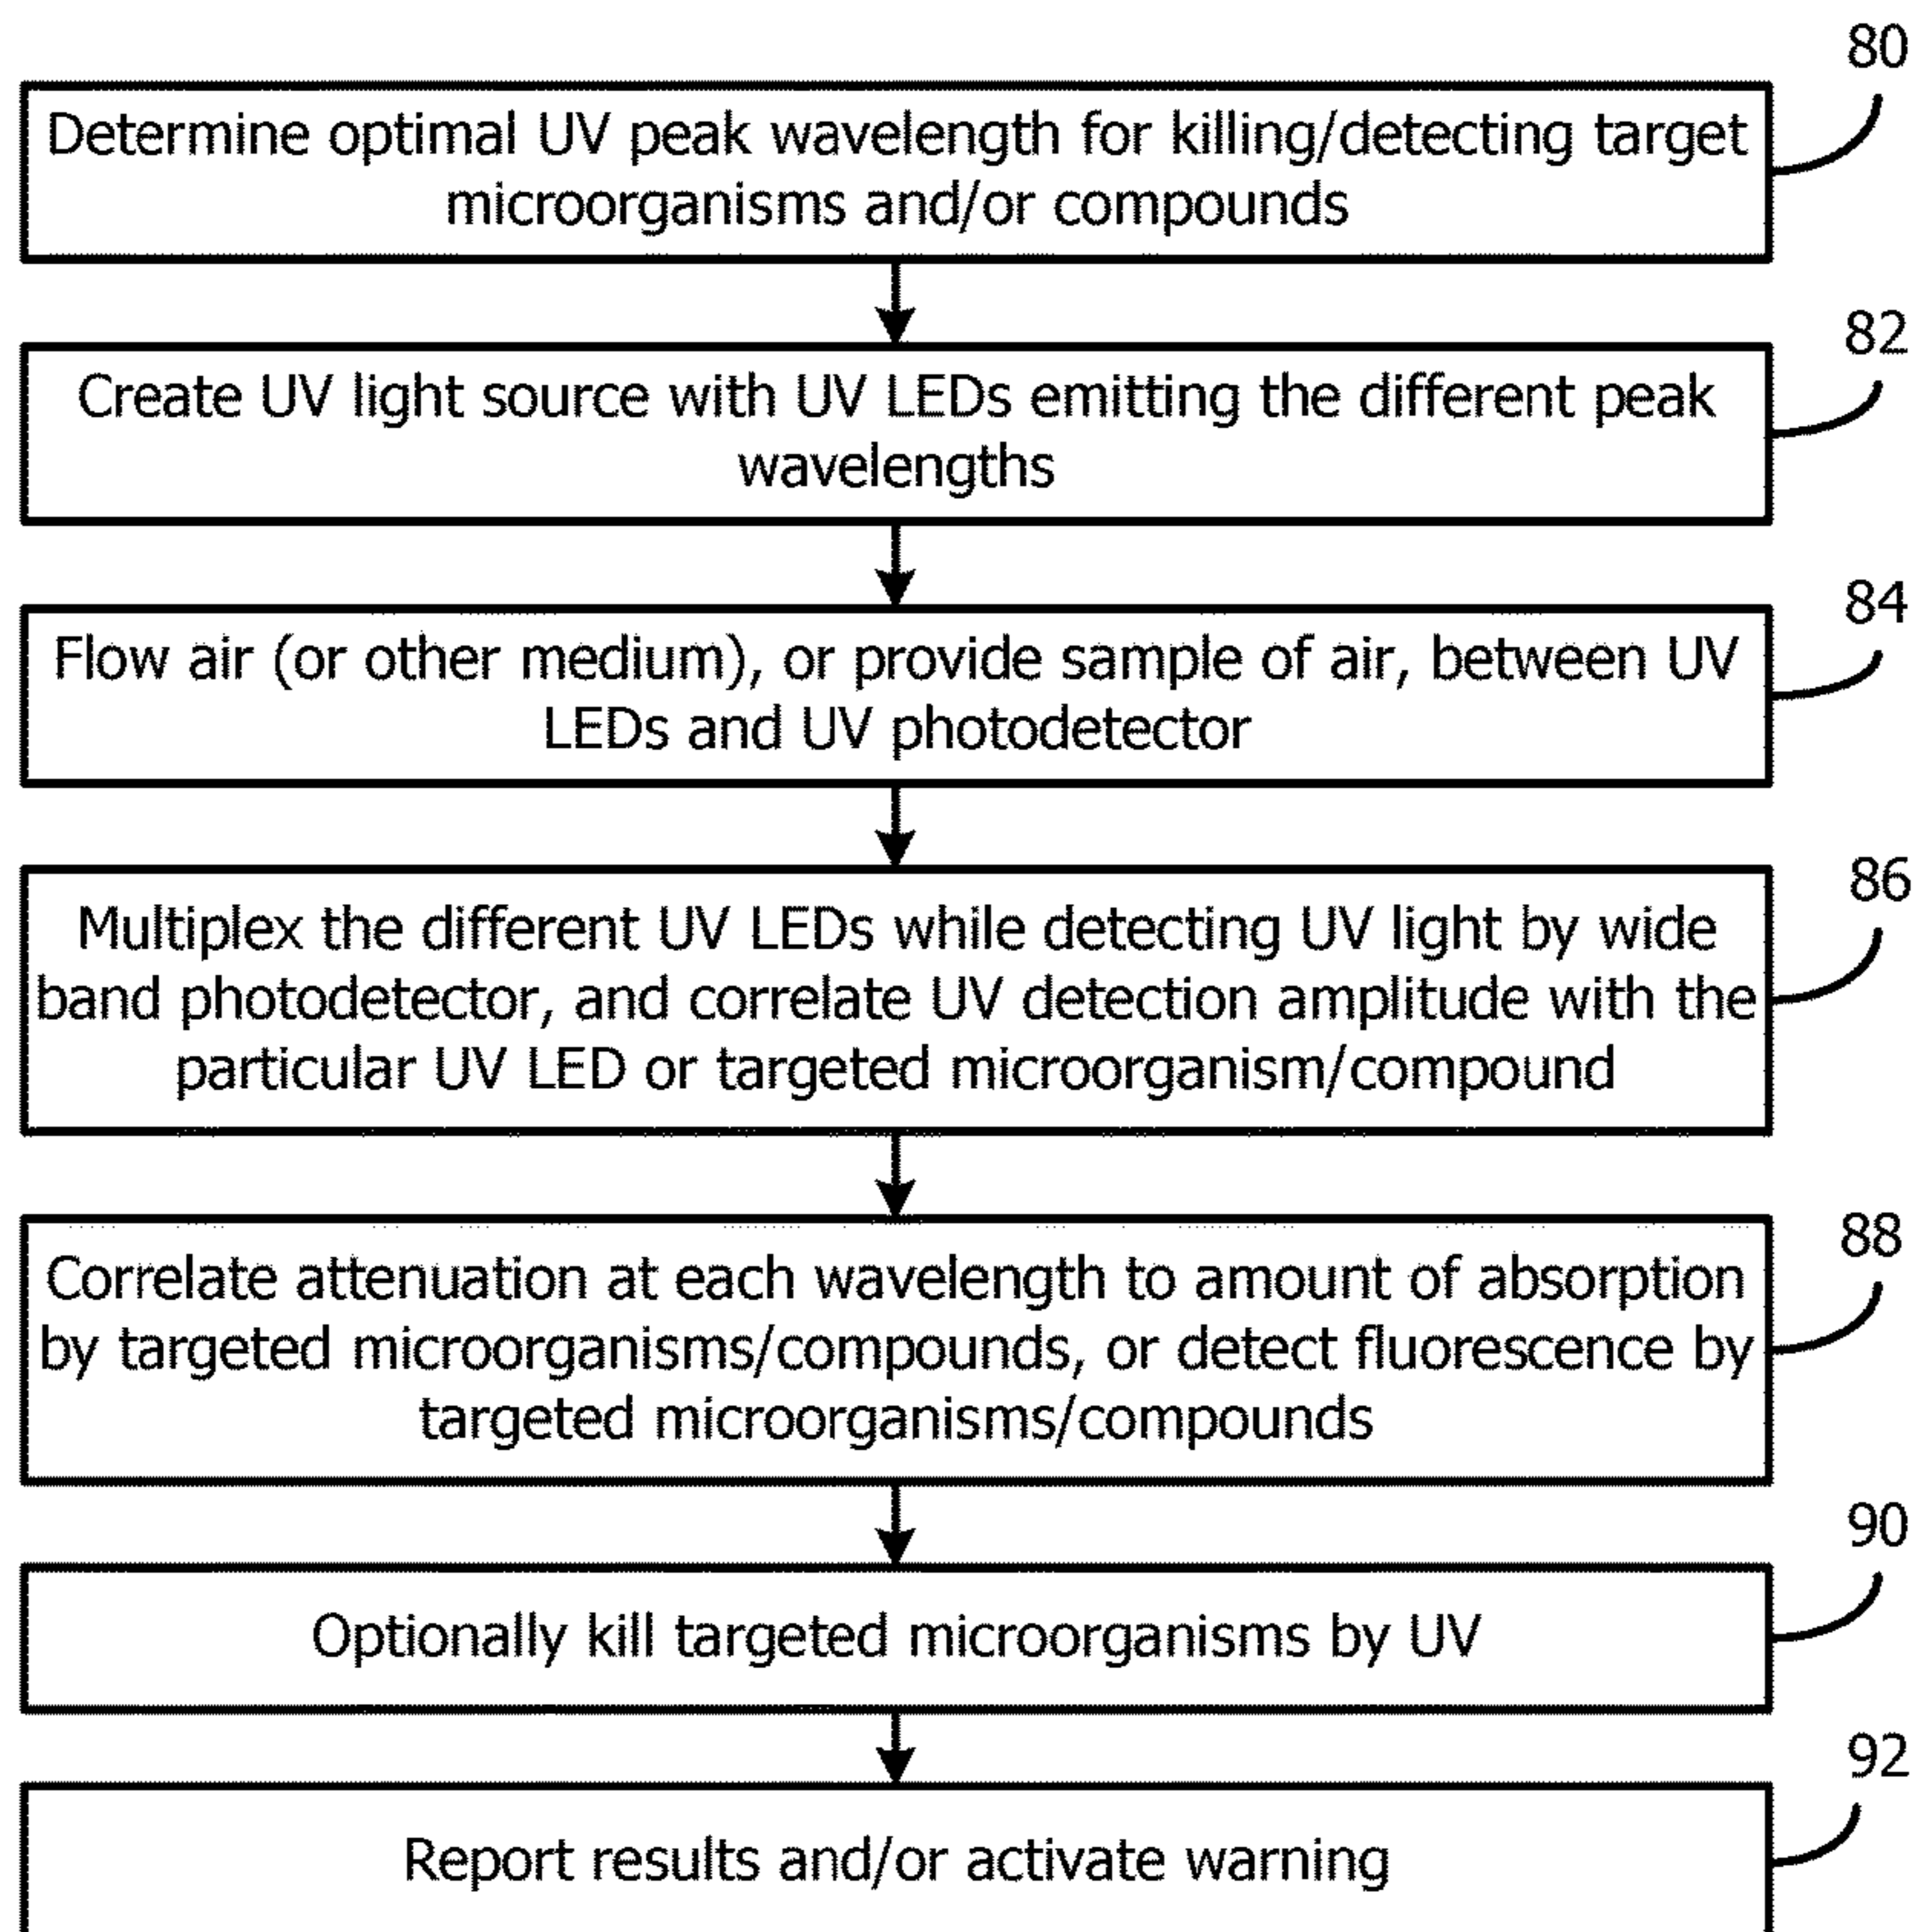 80
Determine optimal UV peak wavelength for killing/detecting target
microorganisms and/or compounds
82
Create UV light source with UV LEDs emitting the different peak
wavelengths
84
Flow air (or other medium), or provide sample of air, between UV
LEDs and UV photodetector
86
Multiplex the different UV LEDs while detecting UV light by wide
band photodetector, and correlate UV detection amplitude with the
particular UV LED or targeted microorganism/compound
88
Correlate attenuation at each wavelength to amount of absorption
by targeted microorganisms/compounds, or detect fluorescence by
targeted microorganisms/compounds
90
Optionally kill targeted microorganisms by UV
92
Report results and/or activate warning